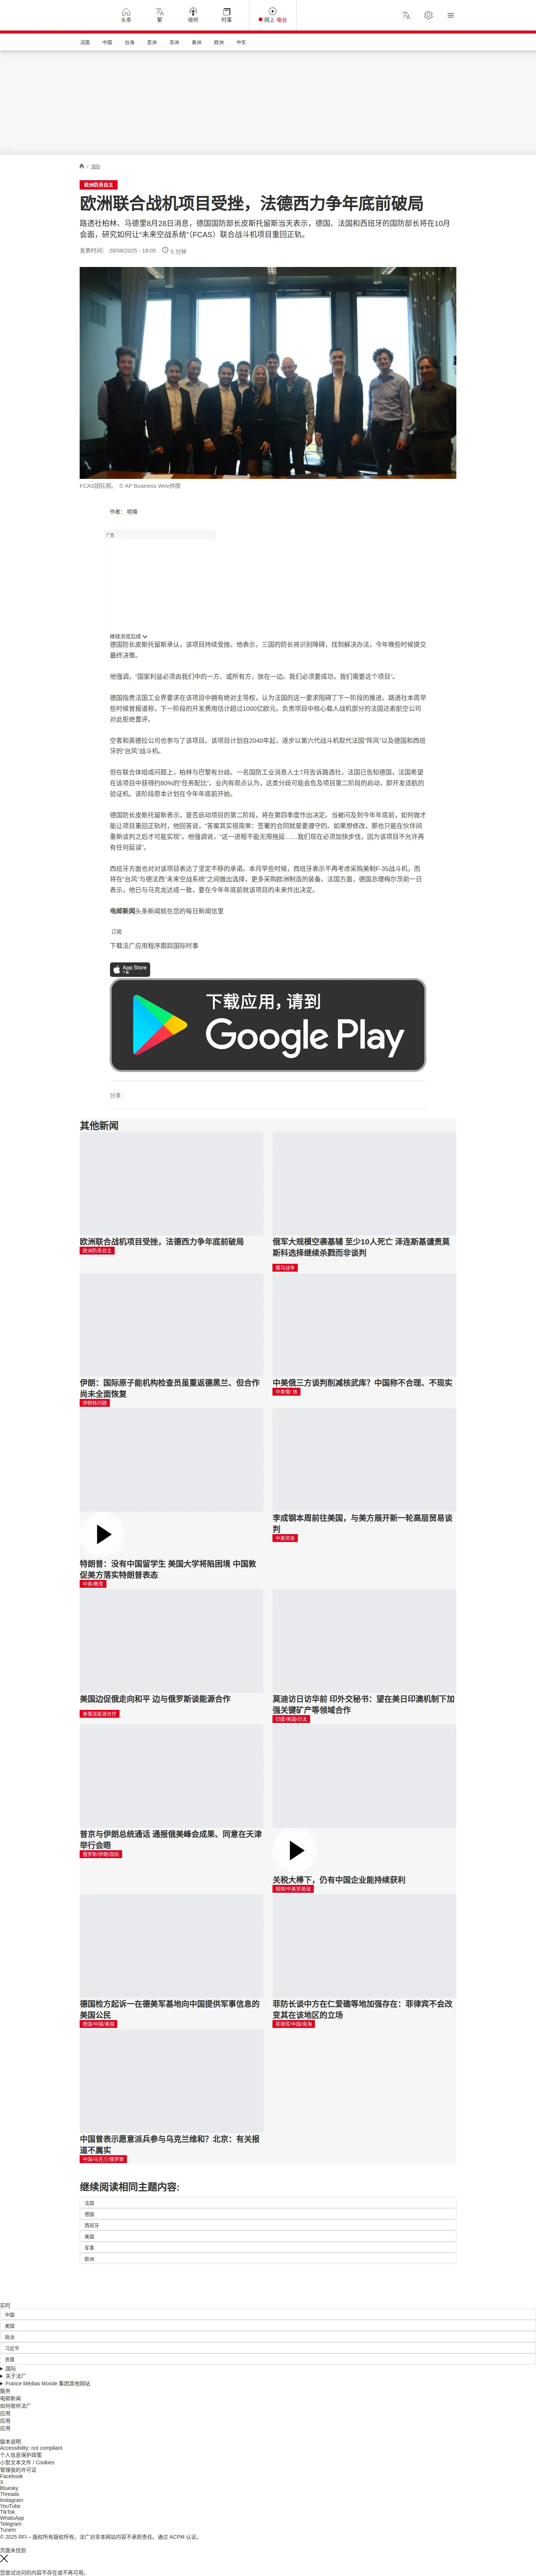 头条
繁
收听
时事
网上 电台
法国
中国
台海
亚洲
非洲
美洲
欧洲
中东
/ 国际
欧洲防务自主
欧洲联合战机项目受挫，法德西力争年底前破局
路透社柏林、马德里8月28日消息，德国国防部长皮斯托留斯当天表示，德国、法国和西班牙的国防部长将在10月
会面，研究如何让“未来空战系统”（FCAS）联合战斗机项目重回正轨。
发表时间： 28/08/2025 - 18:05
5 分钟
FCAS团队照。 © AP Business Wire供图
作者： 呢喃
广告
继续浏览后续
德国防长皮斯托留斯承认，该项目持续受挫。他表示，三国的防长将识别障碍，找到解决办法，今年晚些时候提交
最终决策。
他强调，“国家利益必须由我们中的一方、或所有方，放在一边。我们必须要成功，我们需要这个项目”。
德国指责法国工业界要求在该项目中拥有绝对主导权，认为法国的这一要求阻碍了下一阶段的推进。路透社本周早
些时候曾报道称，下一阶段的开发费用估计超过1000亿欧元。负责项目中核心载人战机部分的法国达索航空公司
对此拒绝置评。
空客和英德拉公司也参与了该项目。该项目计划自2040年起，逐步以第六代战斗机取代法国“阵风”以及德国和西班
牙的“台风”战斗机。
但在联合体组成问题上，柏林与巴黎有分歧。一名国防工业消息人士7月告诉路透社，法国已告知德国，法国希望
在该项目中获得约80%的“任务配比”。业内有观点认为，这类分歧可能会危及项目第二阶段的启动，即开发适航的
验证机。该阶段原本计划在今年年底前开始。
德国防长皮斯托留斯表示，是否启动项目的第二阶段，将在第四季度作出决定。当被问及到今年年底前，如何做才
能让项目重回正轨时，他回答说，“答案其实很简单：签署的合同就是要遵守的。如果想修改，那也只能在伙伴间
重新谈判之后才可能实现”。他强调说，“这一进程不能无限拖延……我们现在必须加快步伐，因为该项目不允许再
有任何延误”。
西班牙方面也对对该项目表达了坚定不移的承诺。本月早些时候，西班牙表示不再考虑采购美制F-35战斗机，而
将在“台风”与德法西“未来空战系统”之间做出选择，更多采购欧洲制造的装备。法国方面，德国总理梅尔茨前一日
表示，他已与马克龙达成一致，要在今年年底前就该项目的未来作出决定。
电邮新闻头条新闻就在您的每日新闻信里
订阅
下载法广应用程序跟踪国际时事
App Store
下载
下载应用，请到
Google Play
分享 :
其他新闻
欧洲联合战机项目受挫，法德西力争年底前破局
欧洲防务自主
俄军大规模空袭基辅 至少10人死亡 泽连斯基谴责莫
斯科选择继续杀戮而非谈判
俄乌战争
伊朗：国际原子能机构检查员虽重返德黑兰、但合作
尚未全面恢复
伊朗核问题
中美俄三方谈判削减核武库？中国称不合理、不现实
中美俄/ 核
特朗普：没有中国留学生 美国大学将陷困境 中国敦
促美方落实特朗普表态
中美/教育
李成钢本周前往美国，与美方展开新一轮高层贸易谈
判
中美贸易
美国边促俄走向和平 边与俄罗斯谈能源合作
美俄谈能源合作
莫迪访日访华前 印外交秘书：望在美日印澳机制下加
强关键矿产等领域合作
印度/美国/印太
普京与伊朗总统通话 通报俄美峰会成果、同意在天津
举行会晤
俄罗斯/伊朗/国际
关税大棒下，仍有中国企业能持续获利
视频/中美贸易战
德国检方起诉一在德美军基地向中国提供军事信息的
美国公民
德国/中国/美国
菲防长谈中方在仁爱礁等地加强存在：菲律宾不会改
变其在该地区的立场
菲律宾/中国/南海
中国曾表示愿意派兵参与乌克兰维和？北京：有关报
道不属实
中国/乌克兰/俄罗斯
继续阅读相同主题内容:
法国
德国
西班牙
美国
军事
欧洲
实时
中国
美国
政治
习近平
贪腐
国际
关于法广
France Médias Monde 集团其他网站
服务
电邮新闻
如何收听法广
应用
应用
应用
版本说明
Accessibility: not compliant
个人信息保护政策
小型文本文件 / Cookies
管理我的许可证
Facebook
X
Bluesky
Threads
Instagram
YouTube
TikTok
WhatsApp
Telegram
TuneIn
© 2025 RFI – 版权所有版权所有。法广对非本网站内容不承担责任。通过 ACPM 认证。
页面未找到
您尝试访问的内容不存在或不再可用。